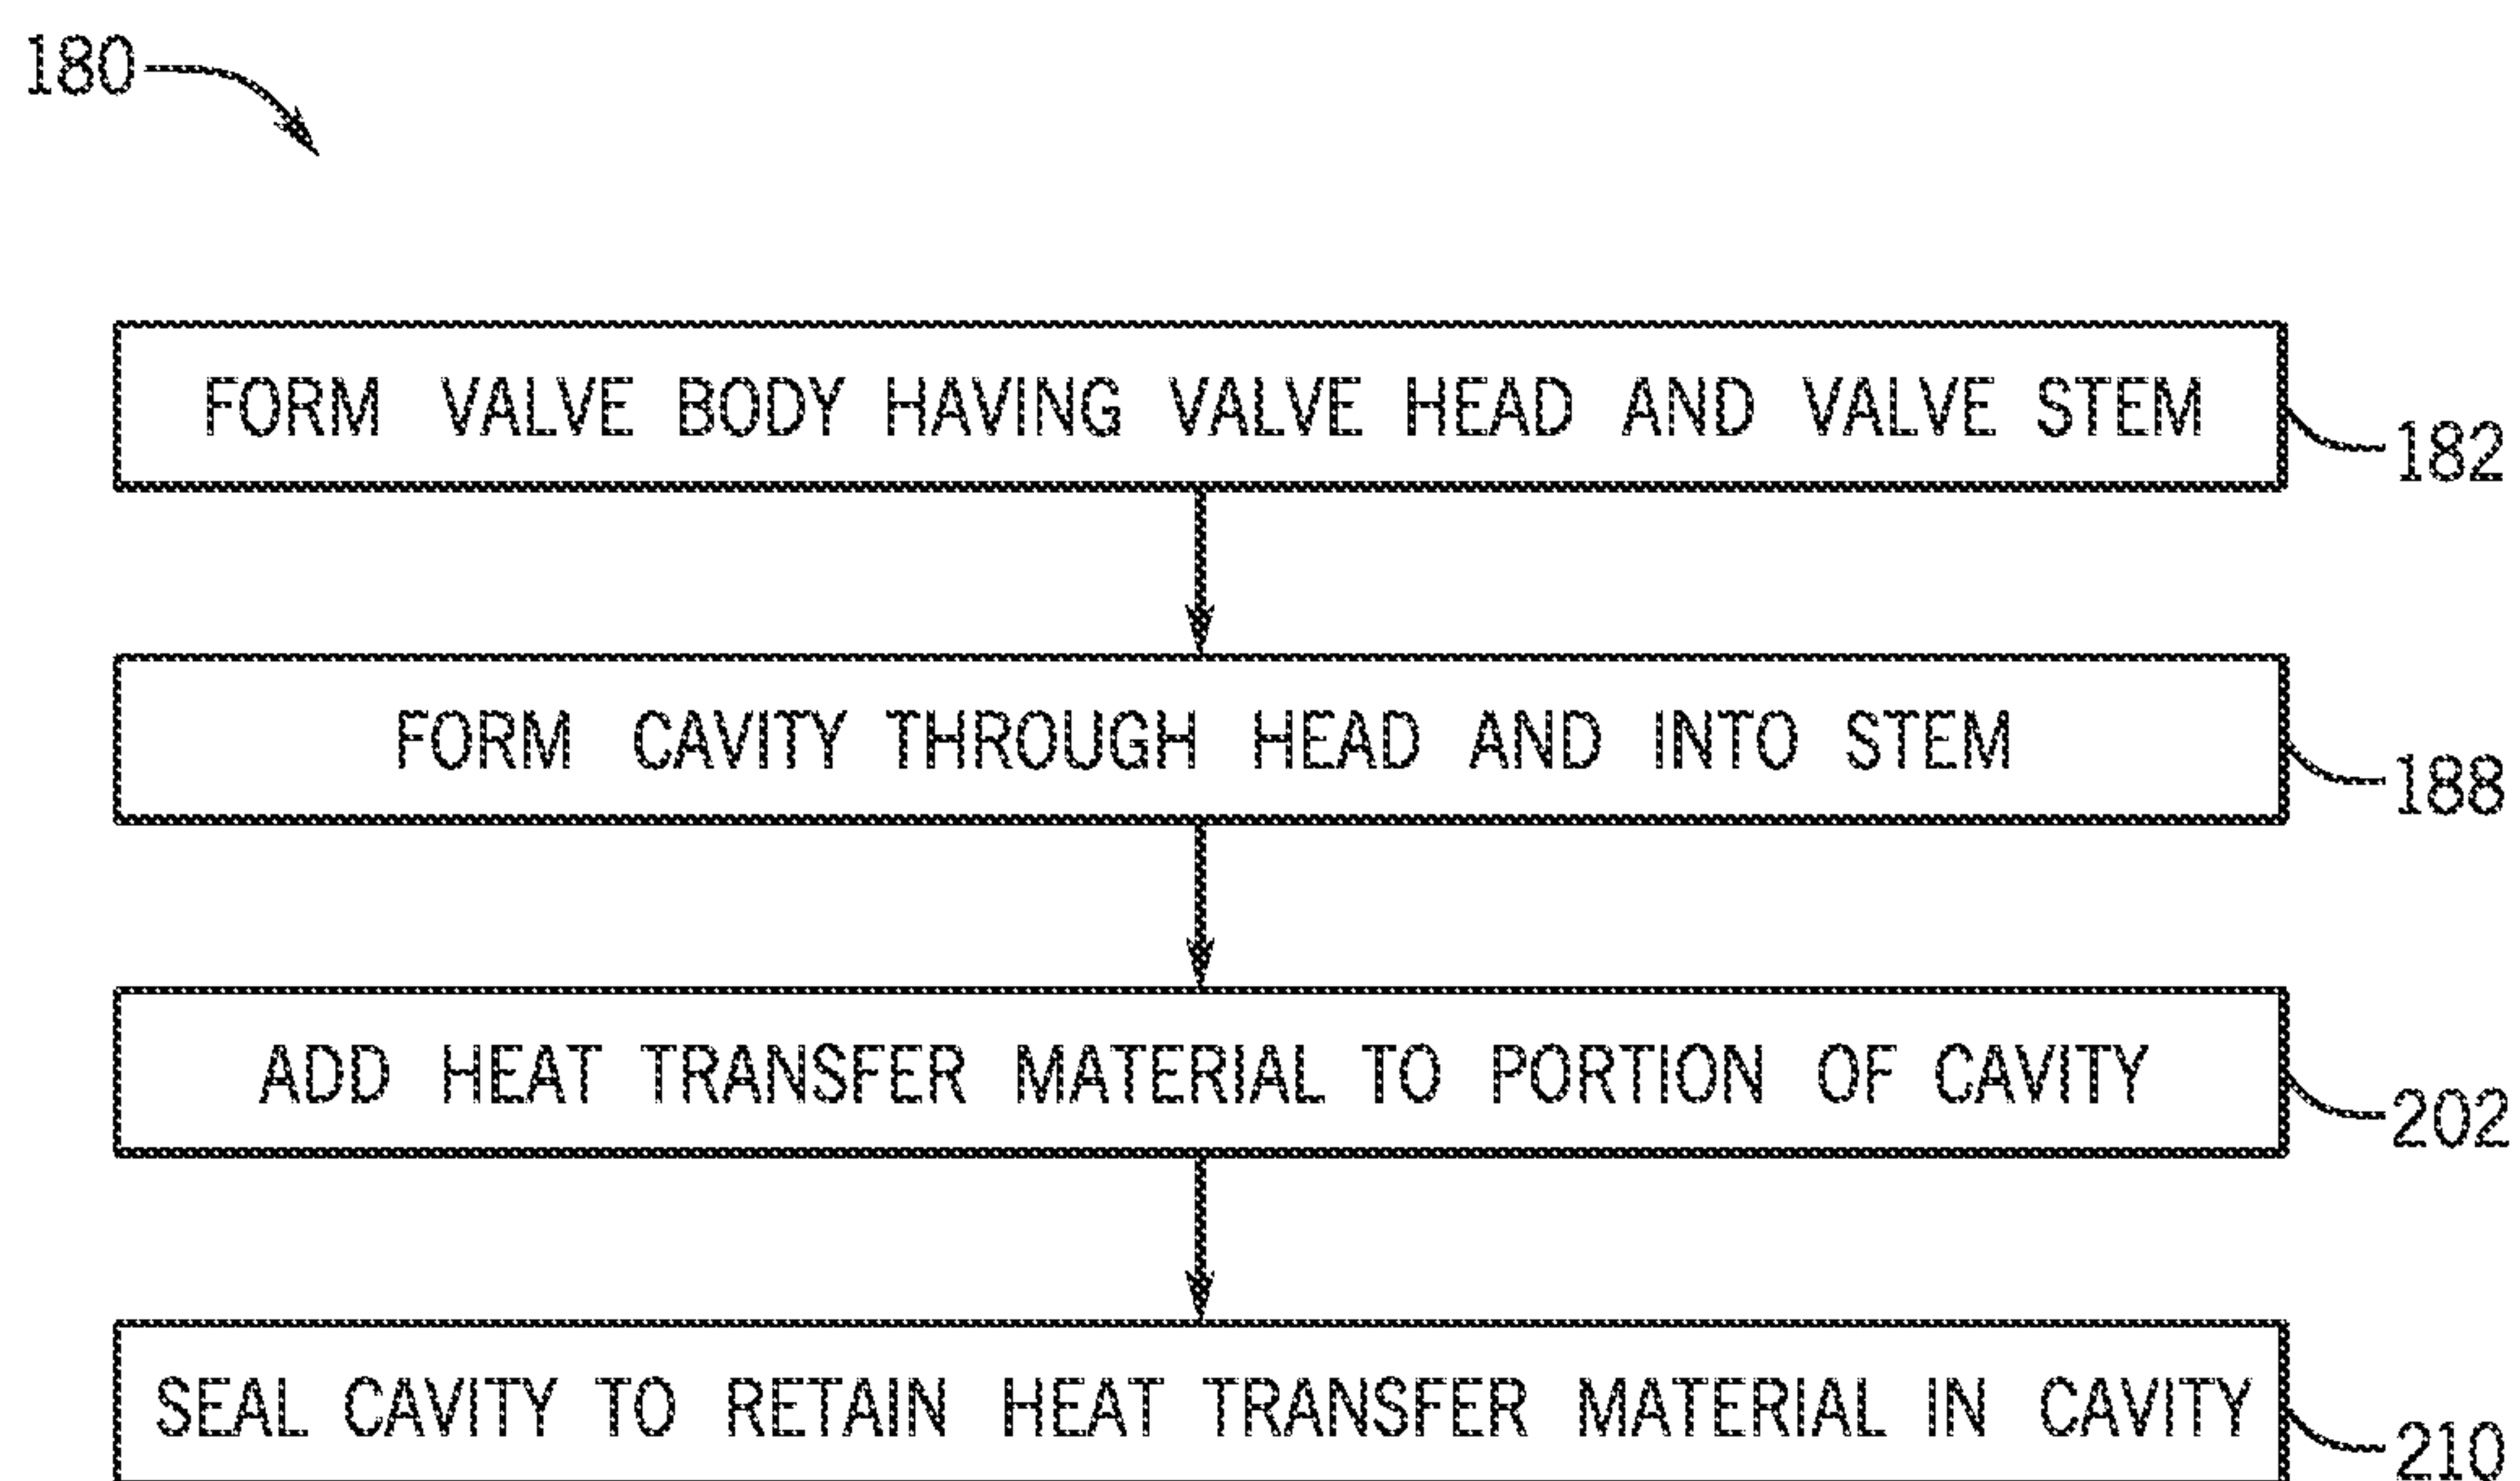 180
FORM VALVE BODY HAVING VALVE HEAD AND VALVE STEM
182
FORM CAVITY THROUGH HEAD AND INTO STEM
188
ADD HEAT TRANSFER MATERIAL TO PORTION OF CAVITY
202
SEAL CAVITY TO RETAIN HEAT TRANSFER MATERIAL IN CAVITY
210